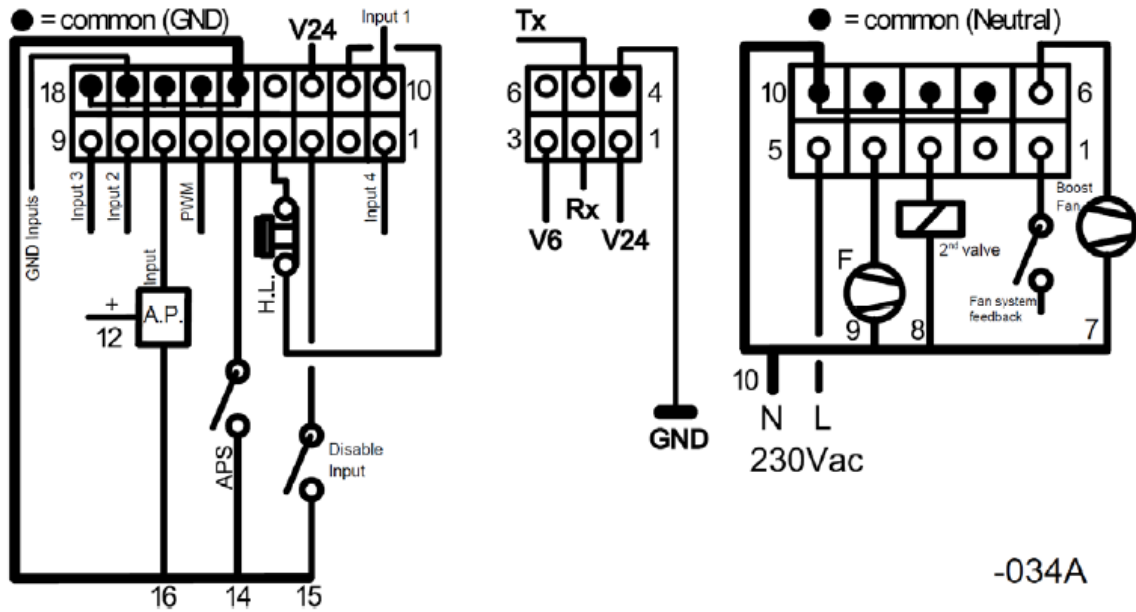 = common (GND)
V24
Input 1
18
10
9
1
GND Inputs
Input 3
Input 2
Input
PWM
H.L.
Input 4
+
12
A.P.
APS
Disable
Input
16
14
15
Tx
6
4
3
1
V6
Rx
V24
GND
= common (Neutral)
10
6
5
1
Boost
Fan
F
2nd valve
Fan system
feedback
9
8
7
10
N
L
230Vac
-034A